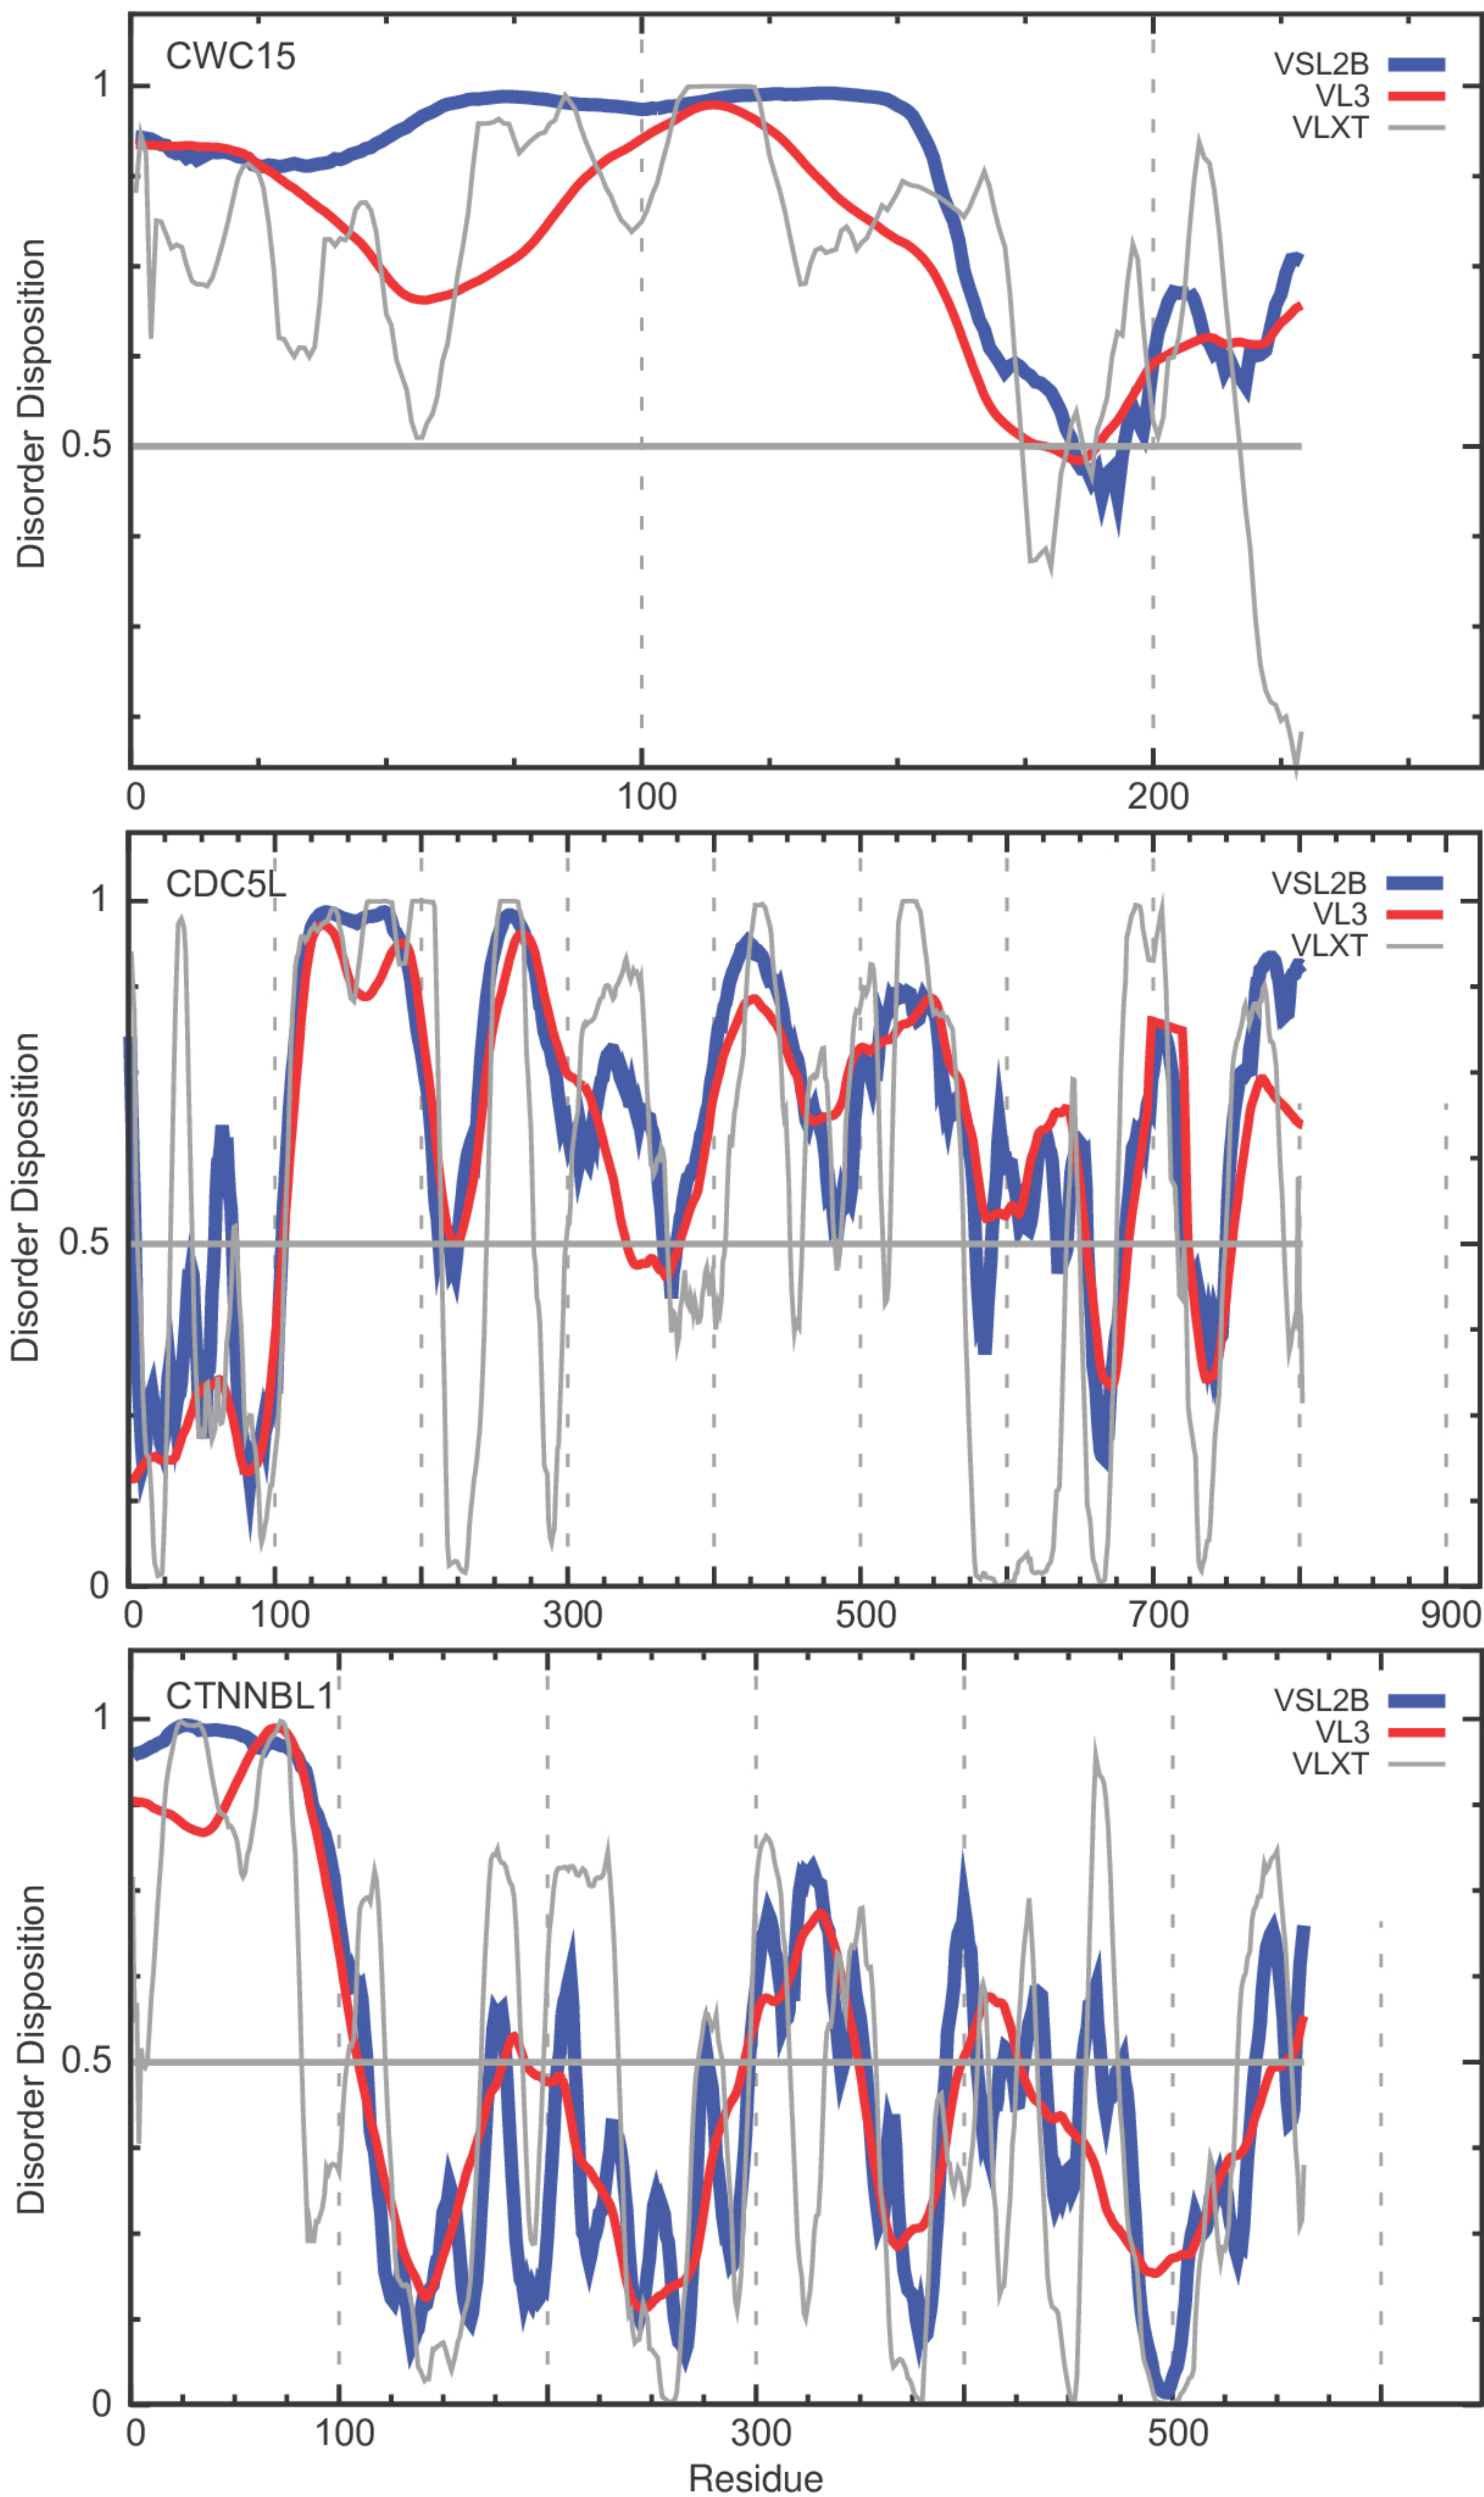 CWC15
VSL2B
VL3
VLXT
1
0.5
Disorder Disposition
0
100
200
CDC5L
VSL2B
VL3
VLXT
1
0.5
0
Disorder Disposition
0
100
300
500
700
900
CTNNBL1
VSL2B
VL3
VLXT
1
0.5
0
Disorder Disposition
0
100
300
500
Residue